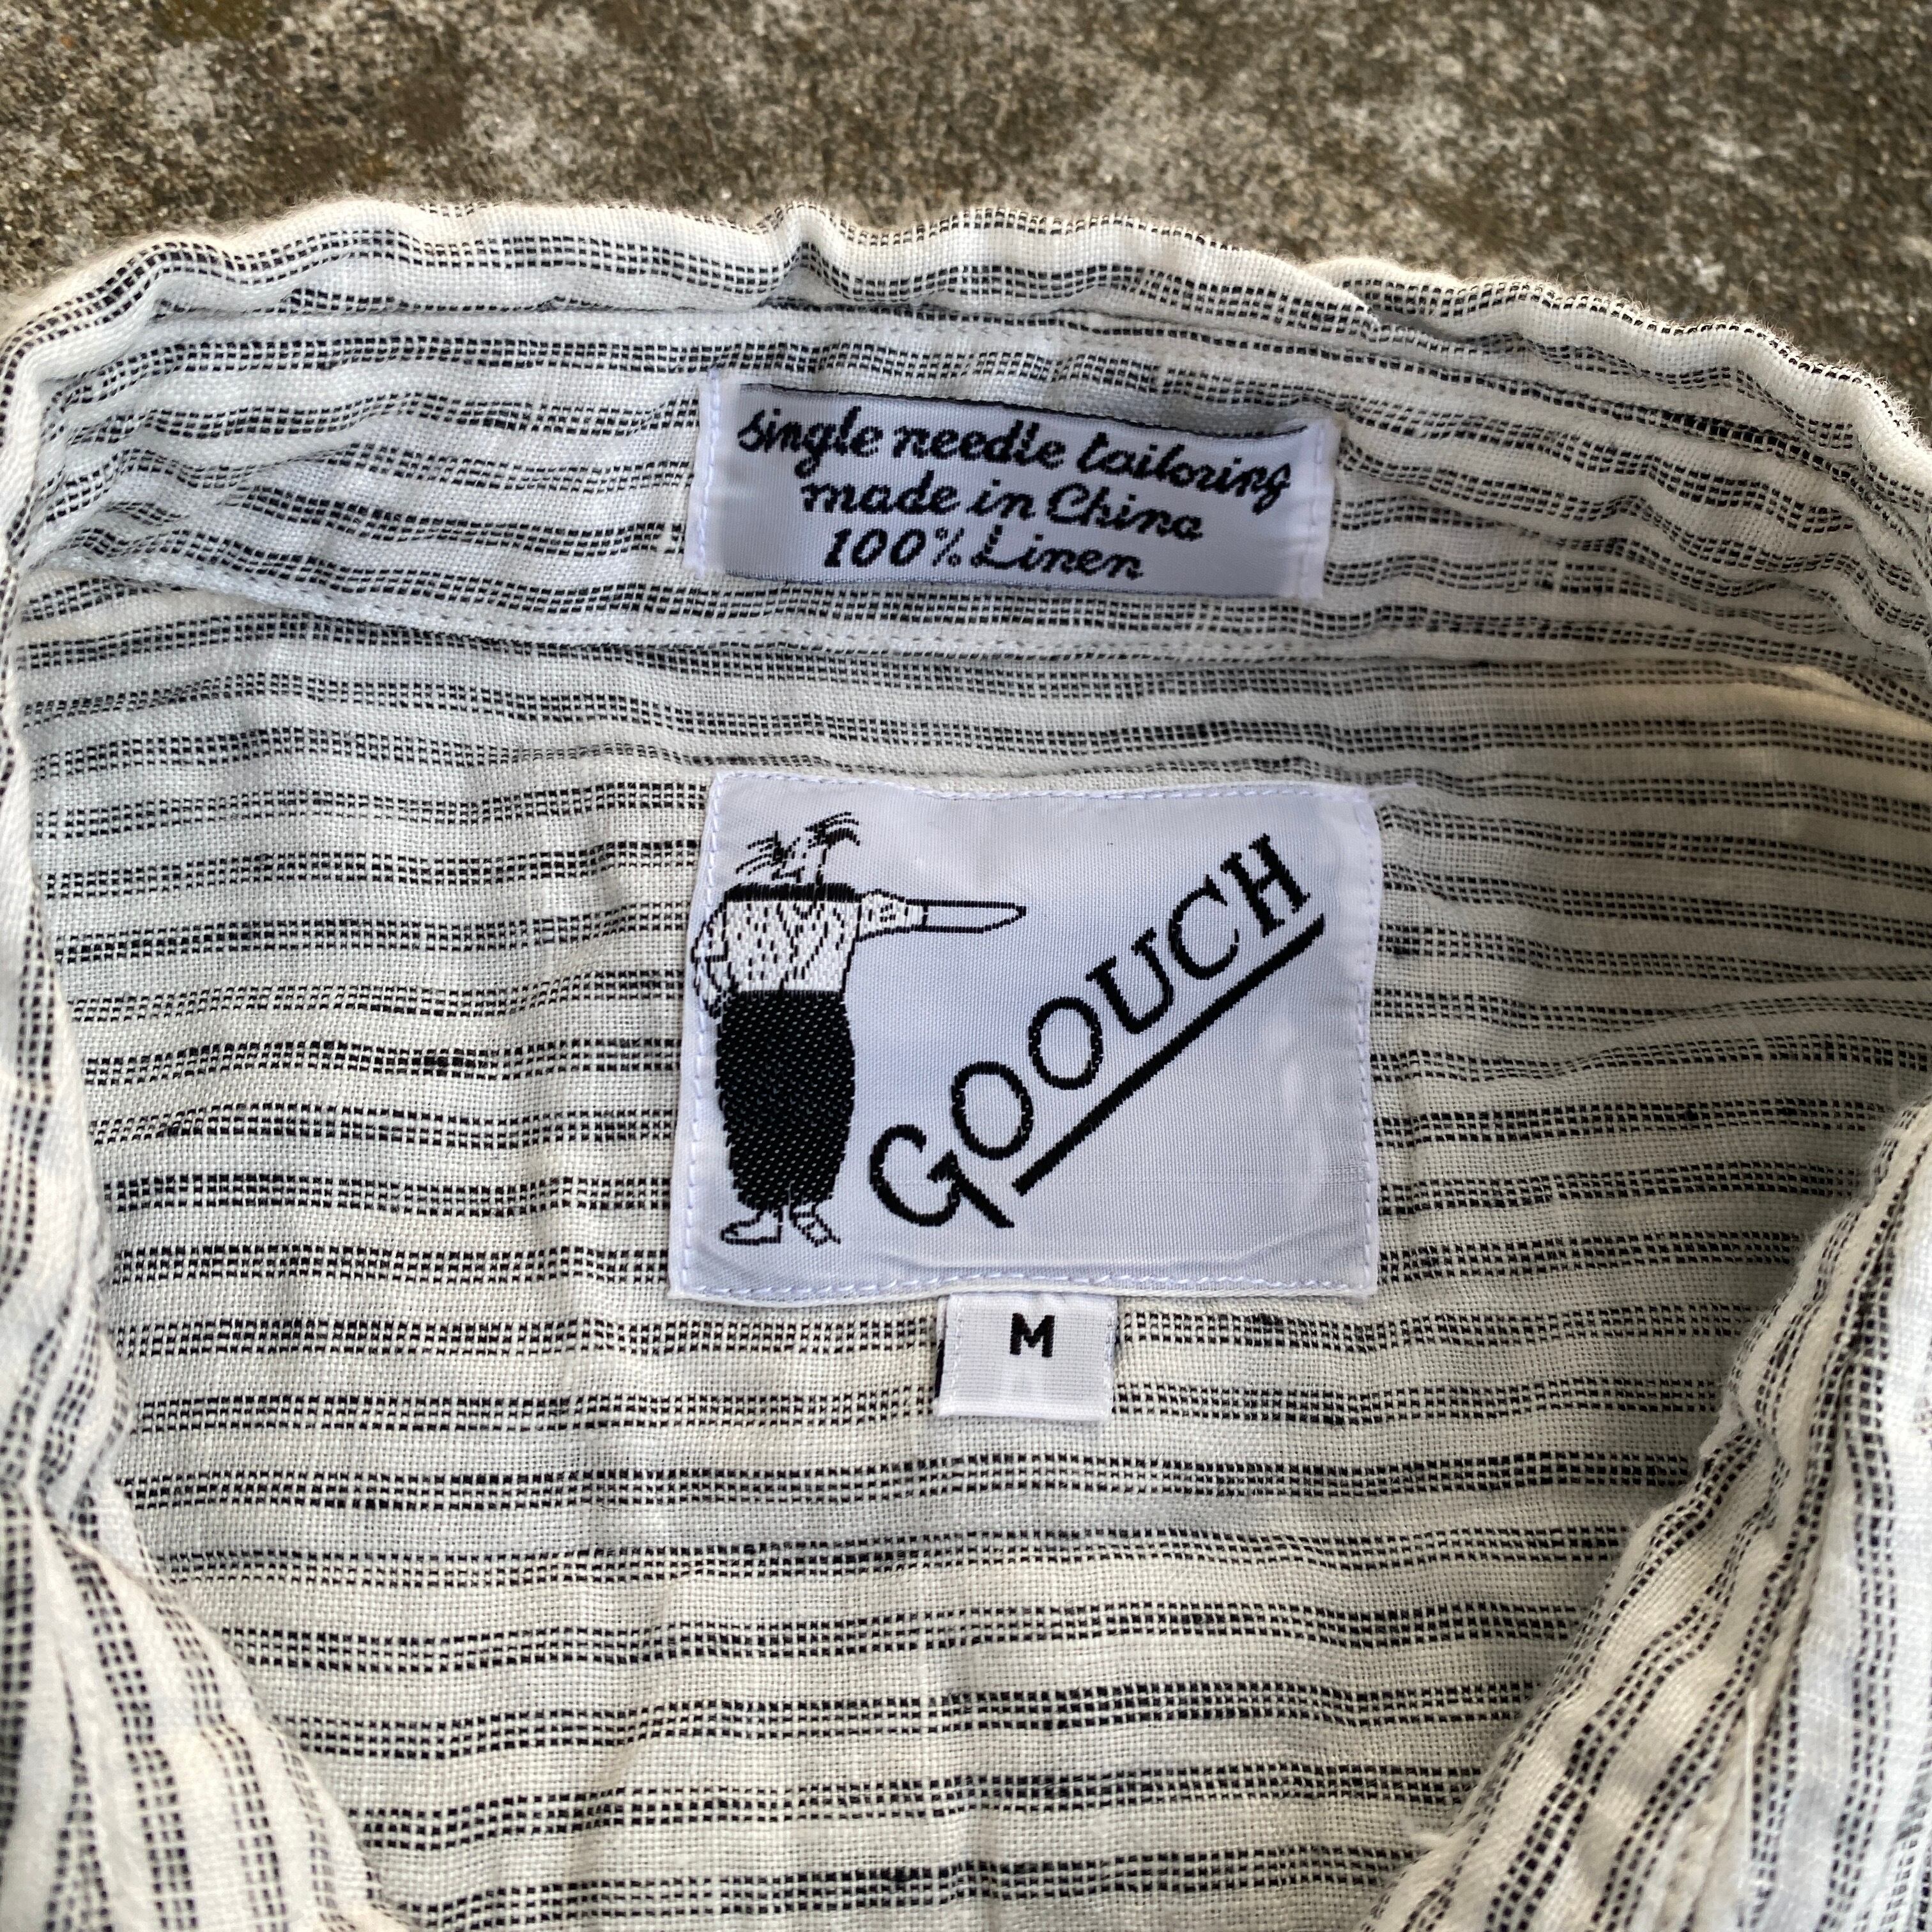 single needle tailoring
made in China
100% Linen
GOOUCH
M